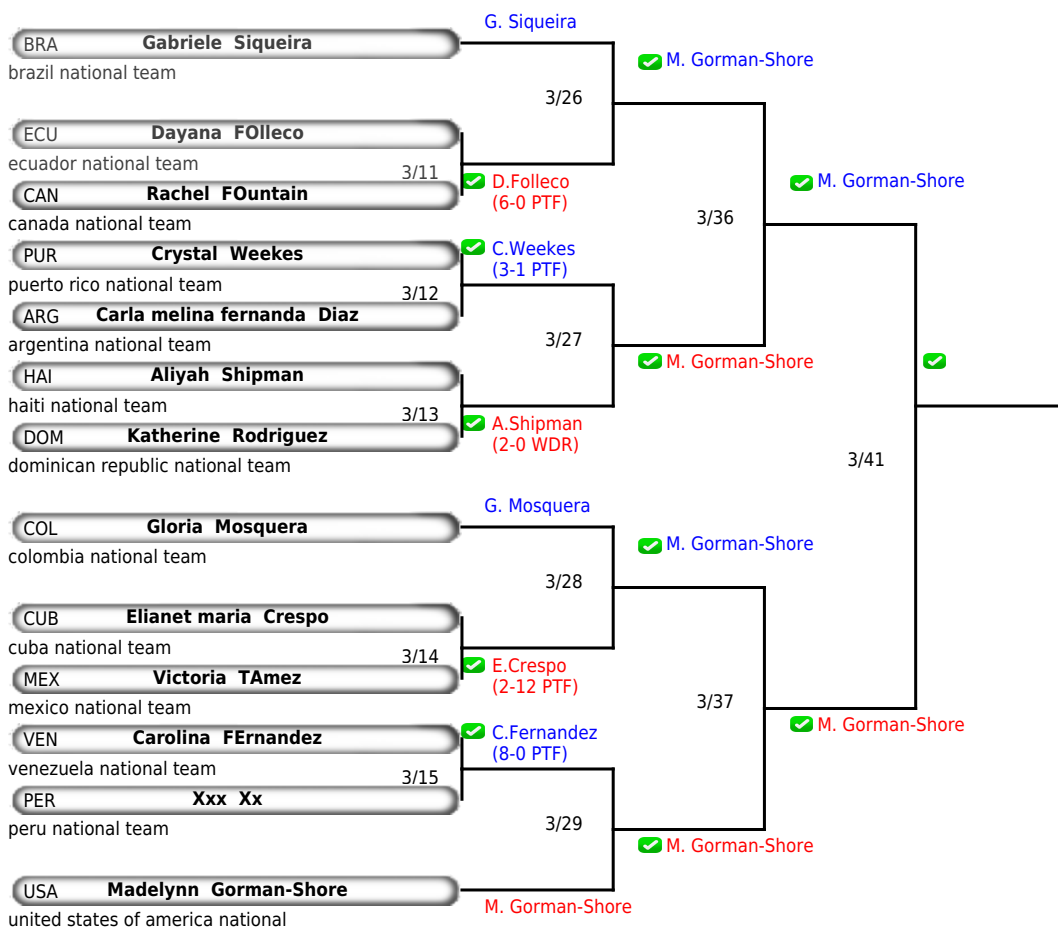 G. Siqueira
BRA Gabriele Siqueira
brazil national team
3/26
M. Gorman-Shore
ECU Dayana FOlleco
ecuador national team
3/11
D.Folleco
(6-0 PTF)
CAN Rachel FOuntain
canada national team
M. Gorman-Shore
3/36
PUR Crystal Weekes
puerto rico national team
C.Weekes
(3-1 PTF)
3/12
ARG Carla melina fernanda Diaz
argentina national team
3/27
M. Gorman-Shore
HAI Aliyah Shipman
haiti national team
3/13
A.Shipman
(2-0 WDR)
DOM Katherine Rodriguez
dominican republic national team
3/41
G. Mosquera
COL Gloria Mosquera
colombia national team
M. Gorman-Shore
3/28
CUB Elianet maria Crespo
cuba national team
3/14
E.Crespo
(2-12 PTF)
MEX Victoria TAmez
mexico national team
3/37
M. Gorman-Shore
VEN Carolina FErnandez
venezuela national team
C.Fernandez
(8-0 PTF)
3/15
PER Xxx Xx
peru national team
3/29
M. Gorman-Shore
USA Madelynn Gorman-Shore
united states of america national
M. Gorman-Shore